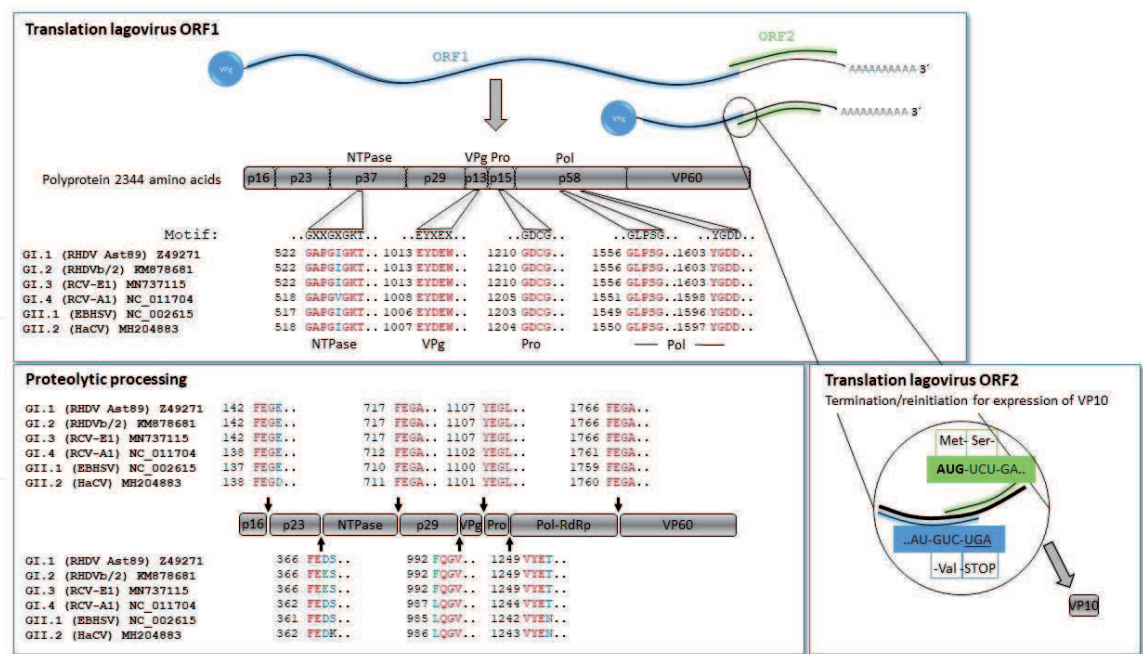 Translation lagovirus ORF1
ORF2
ORF1
VPg
AAAAAAAAAA 3´
VPg
AAAAAAAAAA 3´
NTPase VPg Pro Pol
Polyprotein 2344 amino acids p16 p23 p37 p29 p13 p15 p58 VP60
Motif: ..GXXGXGKT.. ..EYXEX.. ..GDCG.. ..GLPSG.. ..YGDD..
GI.1 (RHDV Ast89) Z49271 522 GAPGIGKT.. 1013 EYDEW.. 1210 GDCG.. 1556 GLPSG..1603 YGDD..
GI.2 (RHDVb/2) KM878681 522 GAPGIGKT.. 1013 EYDEW.. 1210 GDCG.. 1556 GLPSG..1603 YGDD..
GI.3 (RCV-E1) MN737115 522 GAPGIGKT.. 1013 EYDEW.. 1210 GDCG.. 1556 GLPSG..1603 YGDD..
GI.4 (RCV-A1) NC_011704 518 GAPGVGKT.. 1008 EYDEW.. 1205 GDCG.. 1551 GLPSG..1598 YGDD..
GII.1 (EBHSV) NC_002615 517 GAPGIGKT.. 1006 EYDEW.. 1203 GDCG.. 1549 GLPSG..1596 YGDD..
GII.2 (HaCV) MH204883 518 GAPGIGKT.. 1007 EYDEW.. 1204 GDCG.. 1550 GLPSG..1597 YGDD..
NTPase VPg Pro Pol
Proteolytic processing
GI.1 (RHDV Ast89) Z49271 142 FEGE.. 717 FEGA.. 1107 YEGL.. 1766 FEGA..
GI.2 (RHDVb/2) KM878681 142 FEGE.. 717 FEGA.. 1107 YEGL.. 1766 FEGA..
GI.3 (RCV-E1) MN737115 142 FEGE.. 717 FEGA.. 1107 YEGL.. 1766 FEGA..
GI.4 (RCV-A1) NC_011704 138 FEGE.. 712 FEGA.. 1102 YEGL.. 1761 FEGA..
GII.1 (EBHSV) NC_002615 137 FEGE.. 710 FEGA.. 1100 YEGL.. 1759 FEGA..
GII.2 (HaCV) MH204883 138 FEGD.. 711 FEGA.. 1101 YEGL.. 1760 FEGA..
p16 p23 NTPase p29 VPg Pro Pol-RdRp VP60
GI.1 (RHDV Ast89) Z49271 366 FEDS.. 992 FQGV.. 1249 VYET..
GI.2 (RHDVb/2) KM878681 366 FEES.. 992 FQGV.. 1249 VYET..
GI.3 (RCV-E1) MN737115 366 FEES.. 992 FQGV.. 1249 VYET..
GI.4 (RCV-A1) NC_011704 362 FEDS.. 987 LQGV.. 1244 VYET..
GII.1 (EBHSV) NC_002615 361 FEDS.. 985 LQGV.. 1242 VYEN..
GII.2 (HaCV) MH204883 362 FEDK.. 986 LQGV.. 1243 VYEN..
Translation lagovirus ORF2
Termination/reinitiation for expression of VP10
Met- Ser-
AUG-UCU-GA..
..AU-GUC-UGA
-Val -STOP
VP10